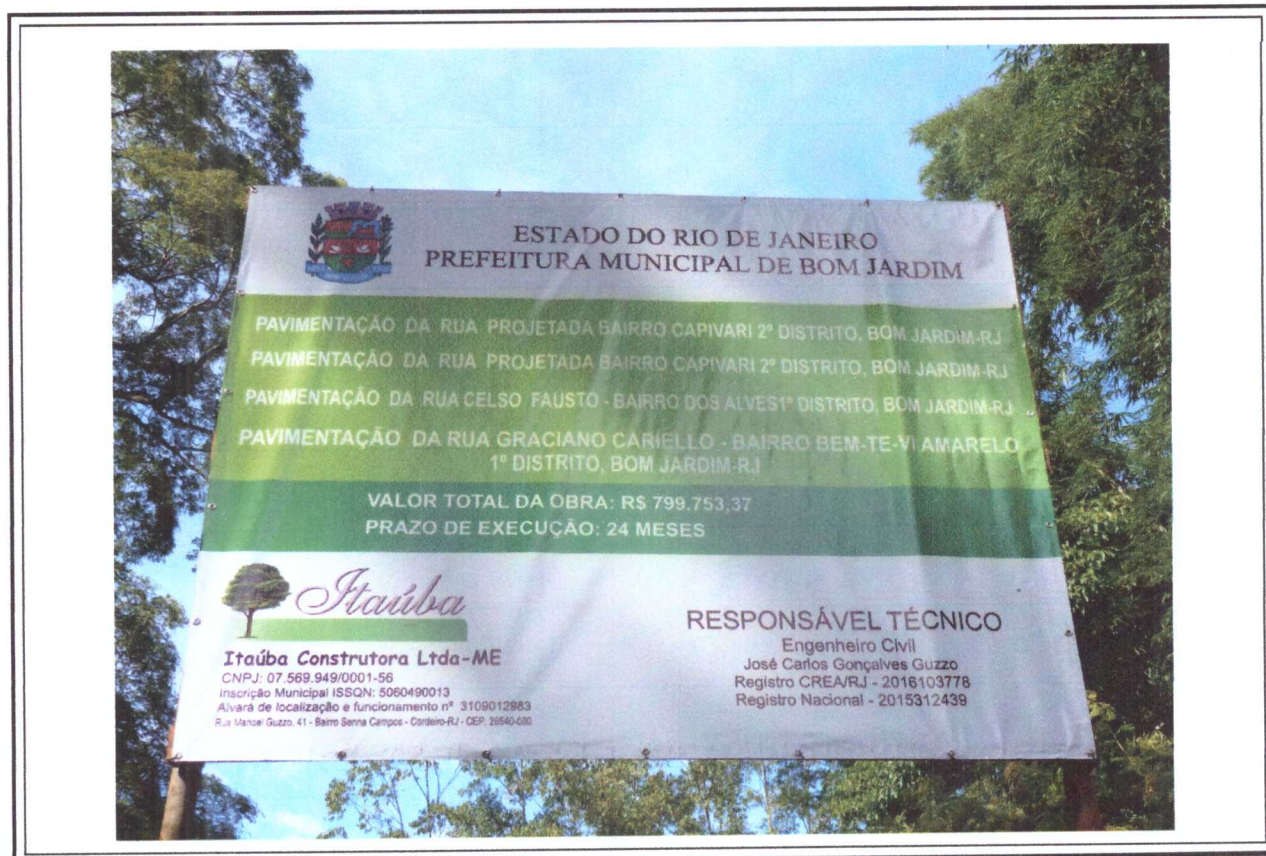 ESTADO DO RIO DE JANEIRO
PREFEITURA MUNICIPAL DE BOM JARDIM
PAVIMENTAÇÃO DA RUA PROJETADA BAIRRO CAPIVARI 2º DISTRITO, BOM JARDIM-RJ
PAVIMENTAÇÃO DA RUA PROJETADA BAIRRO CAPIVARI 2º DISTRITO, BOM JARDIM-RJ
PAVIMENTAÇÃO DA RUA CELSO FAUSTO - BAIRRO DOS ALVES1º DISTRITO, BOM JARDIM-RJ
PAVIMENTAÇÃO DA RUA GRACIANO CARIELLO - BAIRRO BEM-TE-VI AMARELO
1º DISTRITO, BOM JARDIM-RJ
VALOR TOTAL DA OBRA: R$ 799.753,37
PRAZO DE EXECUÇÃO: 24 MESES
Itaúba
Itaúba Construtora Ltda-ME
CNPJ: 07.569.949/0001-56
Inscrição Municipal ISSQN: 5060490013
Alvará de localização e funcionamento nº 3109012983
Rua Manoel Guzzo, 41 - Bairro Senna Campos - Cordeiro-RJ - CEP:
RESPONSÁVEL TÉCNICO
Engenheiro Civil
José Carlos Gonçalves Guzzo
Registro CREA/RJ - 2016103778
Registro Nacional - 2015312439